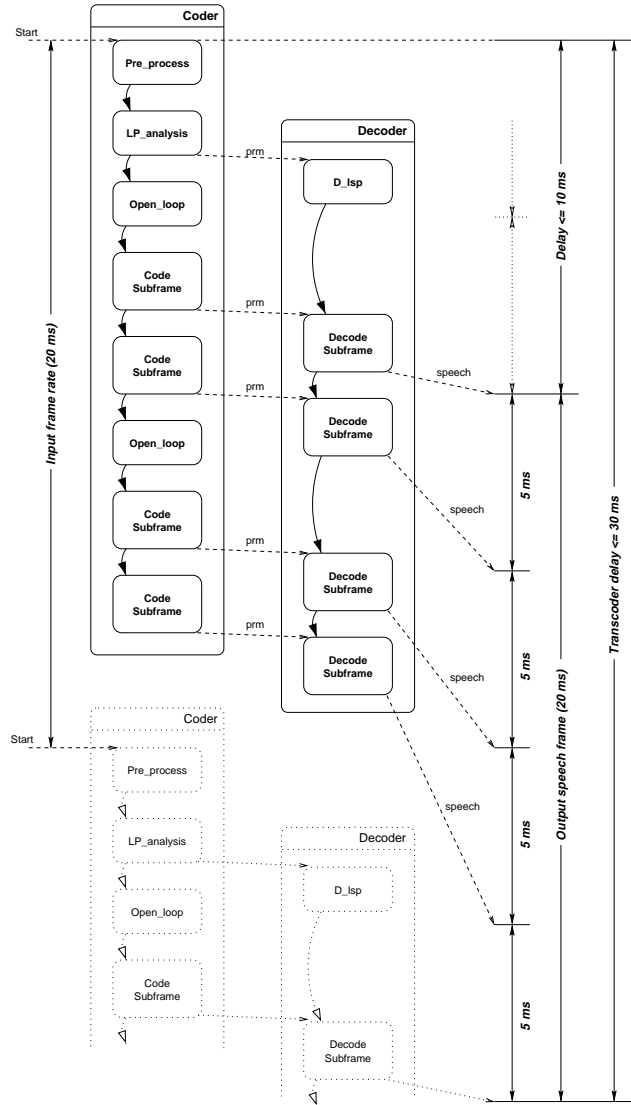 Coder
Start
Pre_process
LP_analysis
prm
Open_loop
Code
Subframe
prm
Code
Subframe
prm
Open_loop
Code
Subframe
prm
Code
Subframe
prm
Decoder
D_lsp
Decode
Subframe
speech
Decode
Subframe
speech
Decode
Subframe
speech
Decode
Subframe
speech
Input frame rate (20 ms)
Delay <= 10 ms
5 ms
5 ms
5 ms
5 ms
Output speech frame (20 ms)
Transcoder delay <= 30 ms
Coder
Start
Pre_process
LP_analysis
Open_loop
Code
Subframe
Decoder
D_lsp
Decode
Subframe